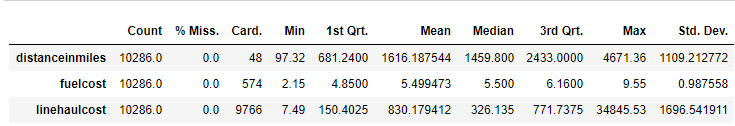 Count % Miss. Card. Min 1st Qrt. Mean Median 3rd Qrt. Max Std. Dev.
distanceinmiles 10286.0 0.0 48 97.32 681.2400 1616.187544 1459.800 2433.0000 4671.36 1109.212772
fuelcost 10286.0 0.0 574 2.15 4.8500 5.499473 5.500 6.1600 9.55 0.987558
linehaulcost 10286.0 0.0 9766 7.49 150.4025 830.179412 326.135 771.7375 34845.53 1696.541911